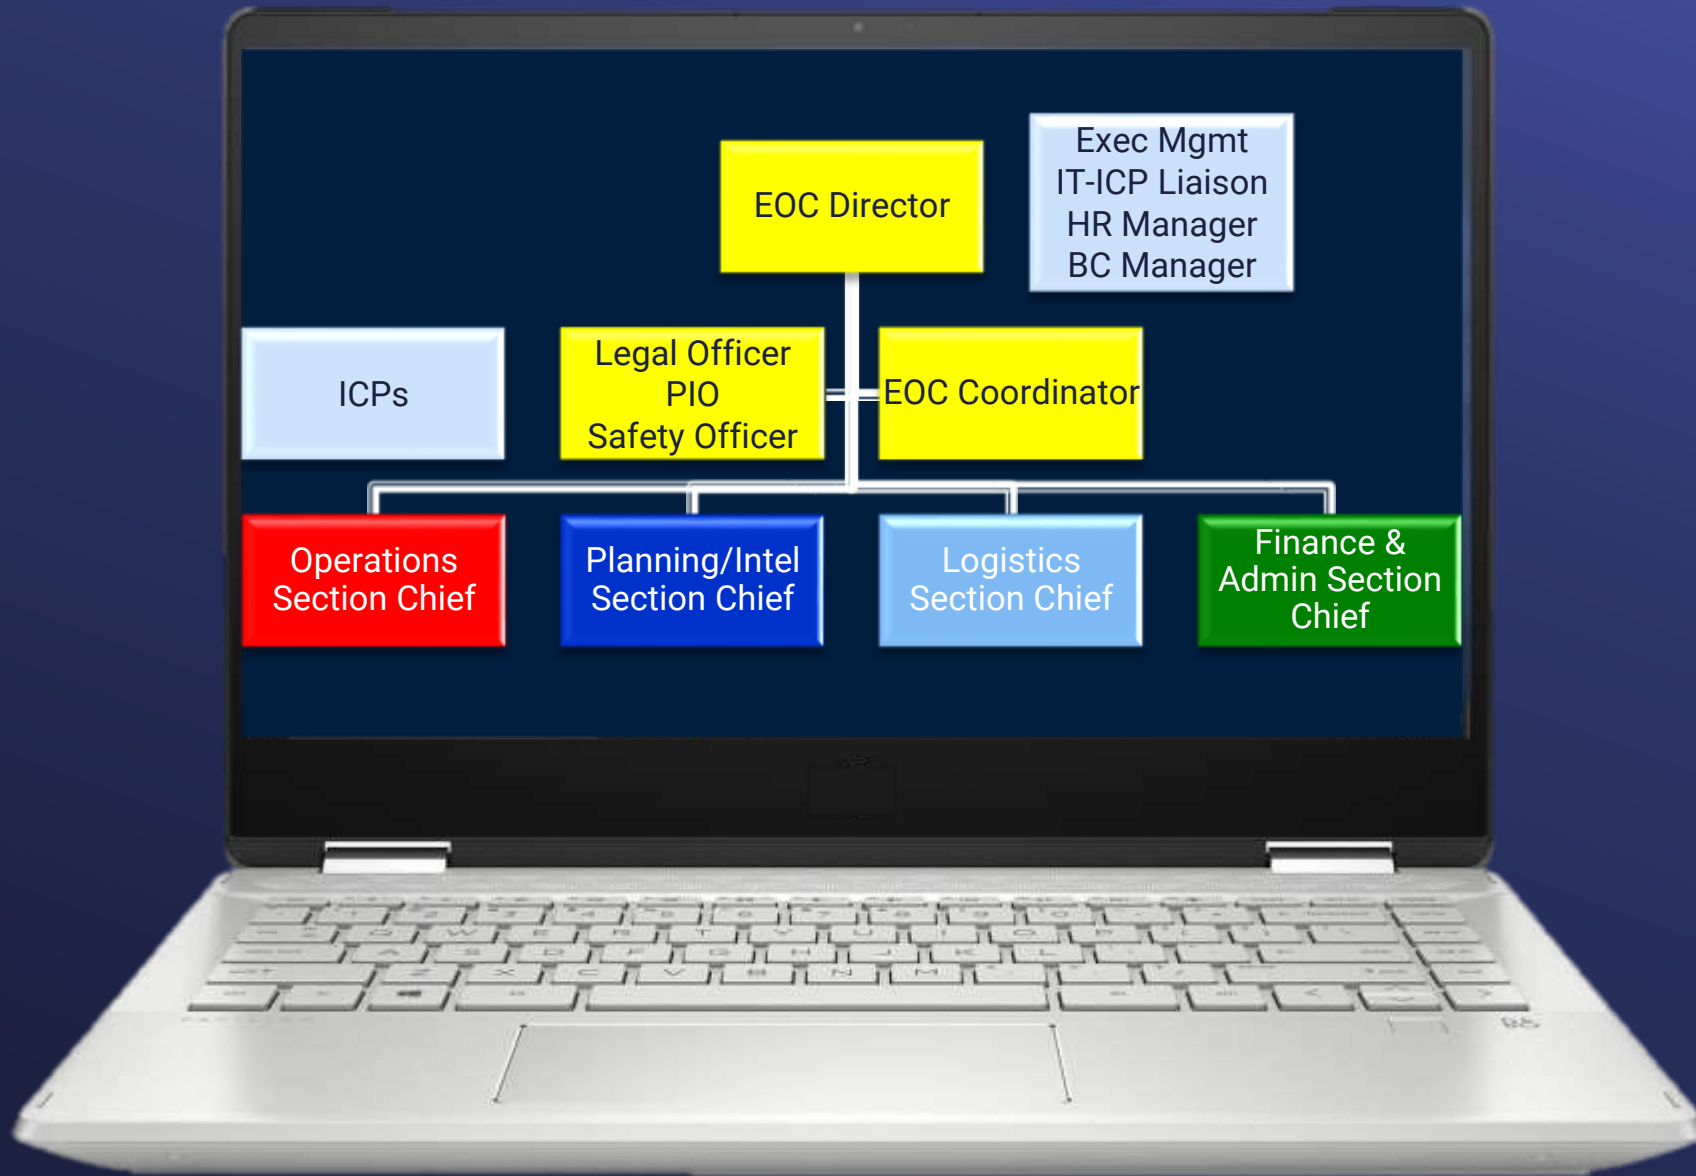 Exec Mgmt
IT-ICP Liaison
HR Manager
BC Manager
EOC Director
ICPs
Legal Officer
PIO
Safety Officer
EOC Coordinator
Operations
Section Chief
Planning/Intel
Section Chief
Logistics
Section Chief
Finance &
Admin Section
Chief